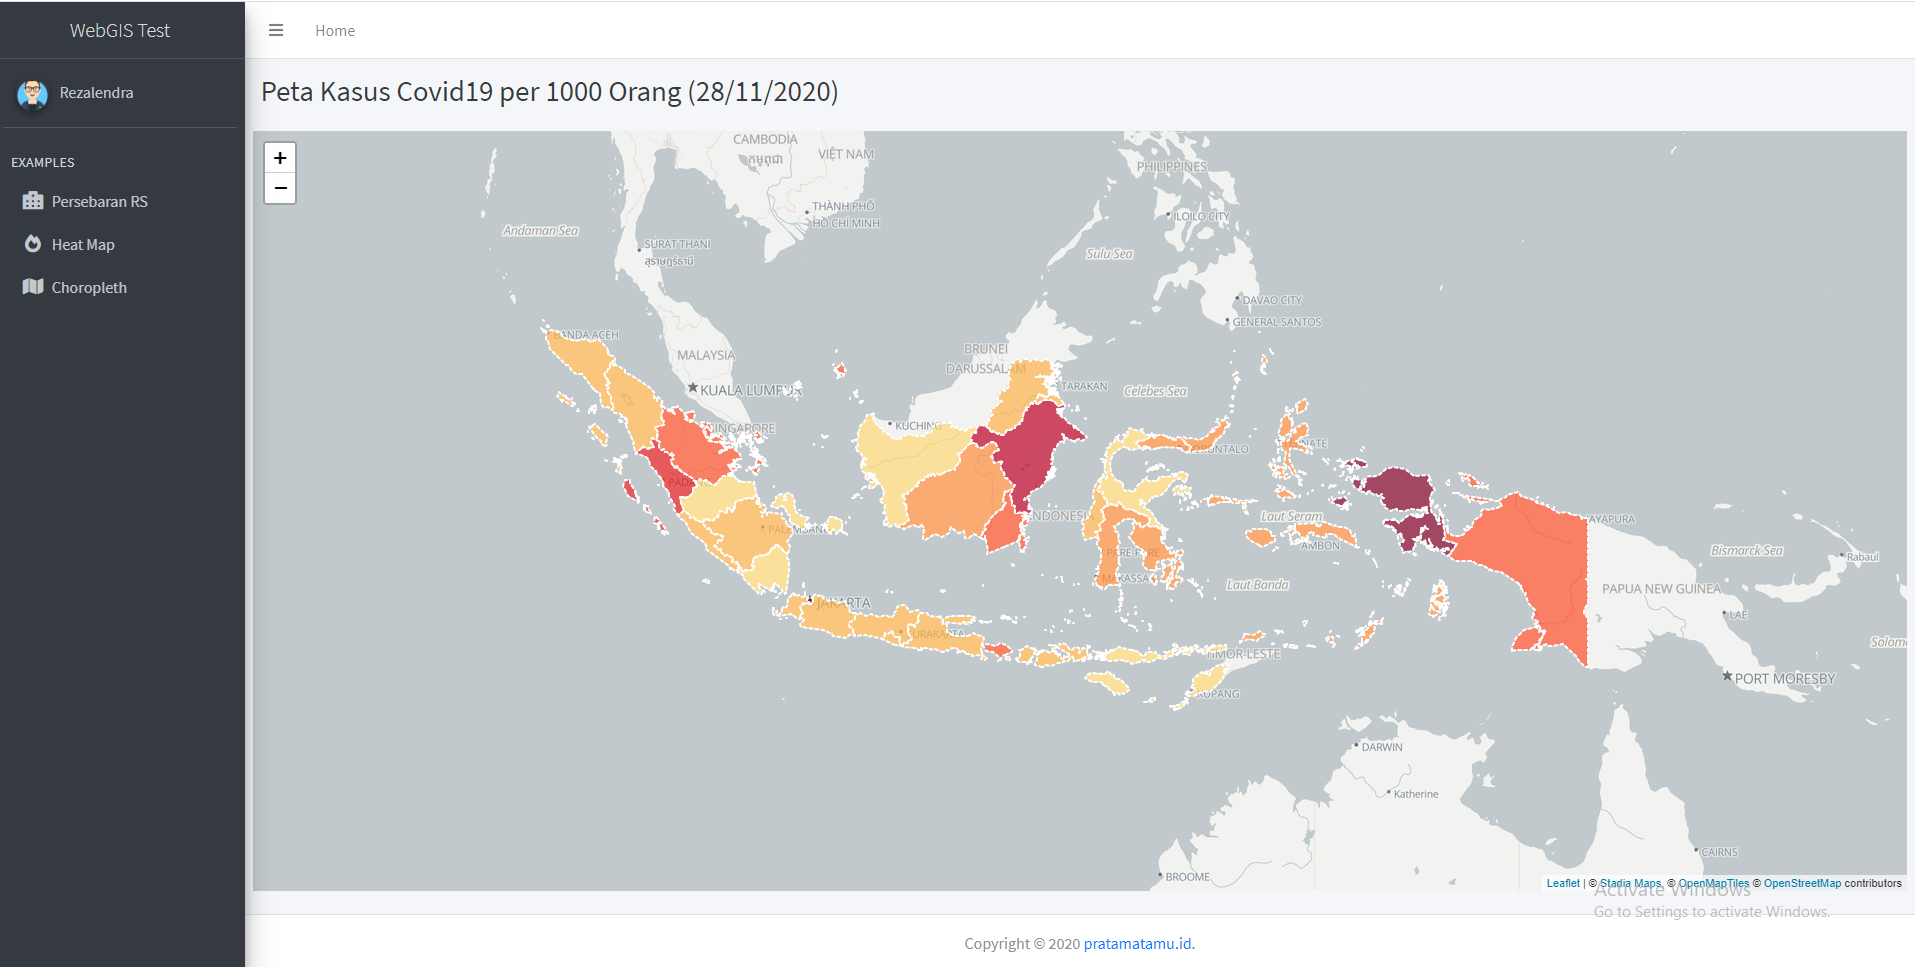 WebGIS Test
Home
Rezalendra
EXAMPLES
Persebaran RS
Heat Map
Choropleth
Peta Kasus Covid19 per 1000 Orang (28/11/2020)
+
−
CAMBODIA
កម្ពុជា
VIỆT NAM
PHILIPPINES
THÀNH PHỐ
HỒ CHÍ MINH
ILOILO CITY
Andaman Sea
SURAT THANI
สุราษฎร์ธานี
Sulu Sea
DAVAO CITY
GENERAL SANTOS
BANDA ACEH
MALAYSIA
BRUNEI
DARUSSALAM
KUALA LUMPUR
TARAKAN
Celebes Sea
KUCHING
SINGAPORE
GORONTALO
TERNATE
PADANG
PALEMBANG
INDONESIA
Laut Seram
JAYAPURA
AMBON
Bismarck Sea
Rabaul
PARE-PARE
MAKASSA
Laut Banda
PAPUA NEW GUINEA
JAKARTA
LAE
SURAKARTA
Solom
TIMOR-LESTE
KUPANG
PORT MORESBY
DARWIN
Katherine
CAIRNS
BROOME
Leaflet | © Stadia Maps, © OpenMapTiles © OpenStreetMap contributors
Activate Windows
Go to Settings to activate Windows.
Copyright © 2020 pratamatamu.id.